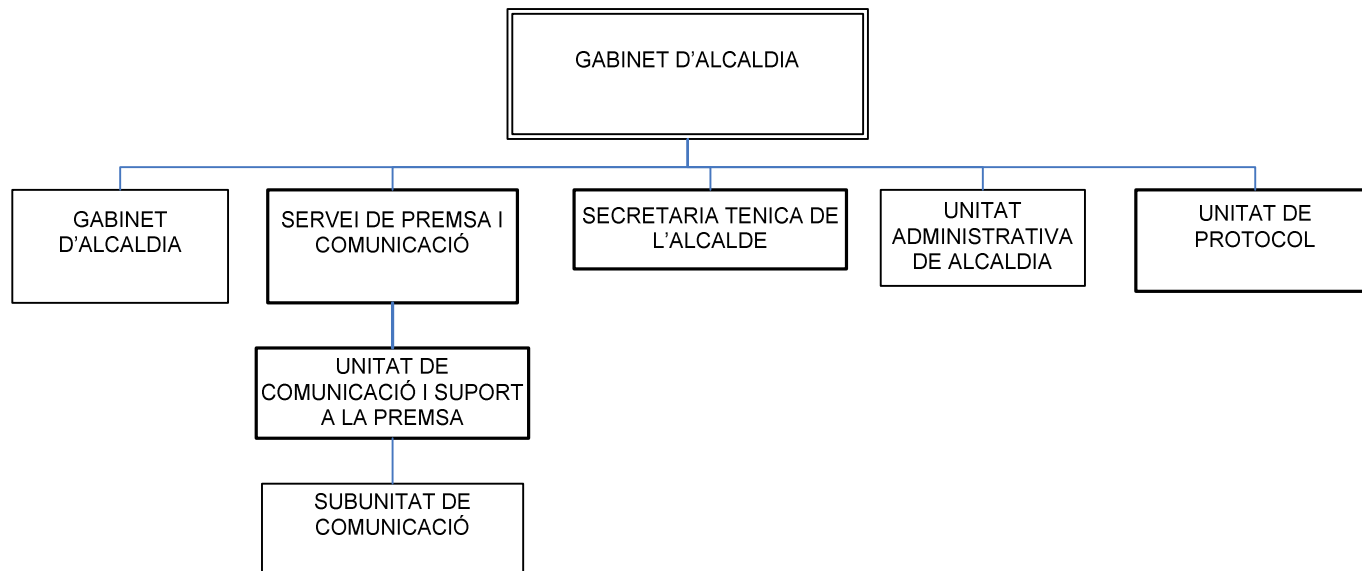 GABINET D’ALCALDIA
GABINET
D’ALCALDIA
SERVEI DE PREMSA I
COMUNICACIÓ
SECRETARIA TENICA DE
L’ALCALDE
UNITAT
ADMINISTRATIVA
DE ALCALDIA
UNITAT DE
PROTOCOL
UNITAT DE
COMUNICACIÓ I SUPORT
A LA PREMSA
SUBUNITAT DE
COMUNICACIÓ